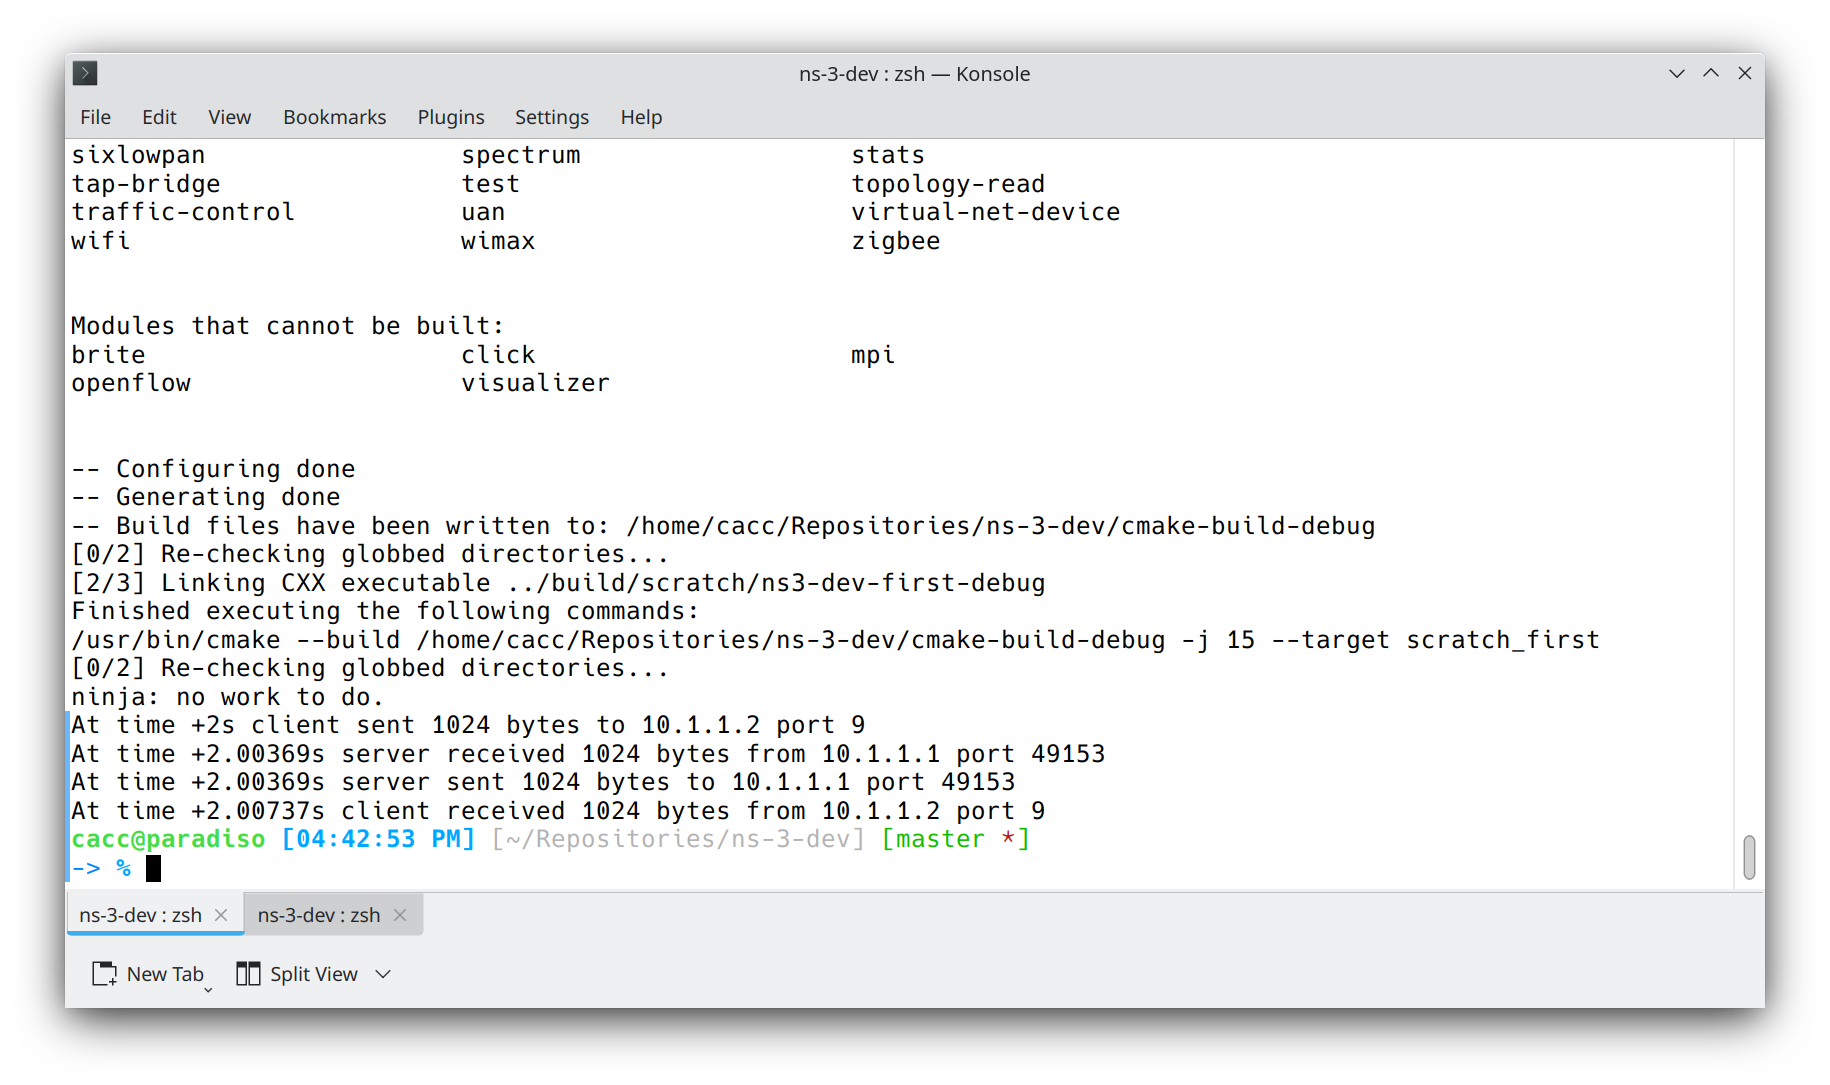 ns-3-dev : zsh — Konsole
File Edit View Bookmarks Plugins Settings Help
sixlowpan spectrum stats
tap-bridge test topology-read
traffic-control uan virtual-net-device
wifi wimax zigbee
Modules that cannot be built:
brite click mpi
openflow visualizer
-- Configuring done
-- Generating done
-- Build files have been written to: /home/cacc/Repositories/ns-3-dev/cmake-build-debug
[0/2] Re-checking globbed directories...
[2/3] Linking CXX executable ../build/scratch/ns3-dev-first-debug
Finished executing the following commands:
/usr/bin/cmake --build /home/cacc/Repositories/ns-3-dev/cmake-build-debug -j 15 --target scratch_first
[0/2] Re-checking globbed directories...
ninja: no work to do.
At time +2s client sent 1024 bytes to 10.1.1.2 port 9
At time +2.00369s server received 1024 bytes from 10.1.1.1 port 49153
At time +2.00369s server sent 1024 bytes to 10.1.1.1 port 49153
At time +2.00737s client received 1024 bytes from 10.1.1.2 port 9
cacc@paradiso [04:42:53 PM] [~/Repositories/ns-3-dev] [master *]
-> %
ns-3-dev : zsh ns-3-dev : zsh
New Tab Split View